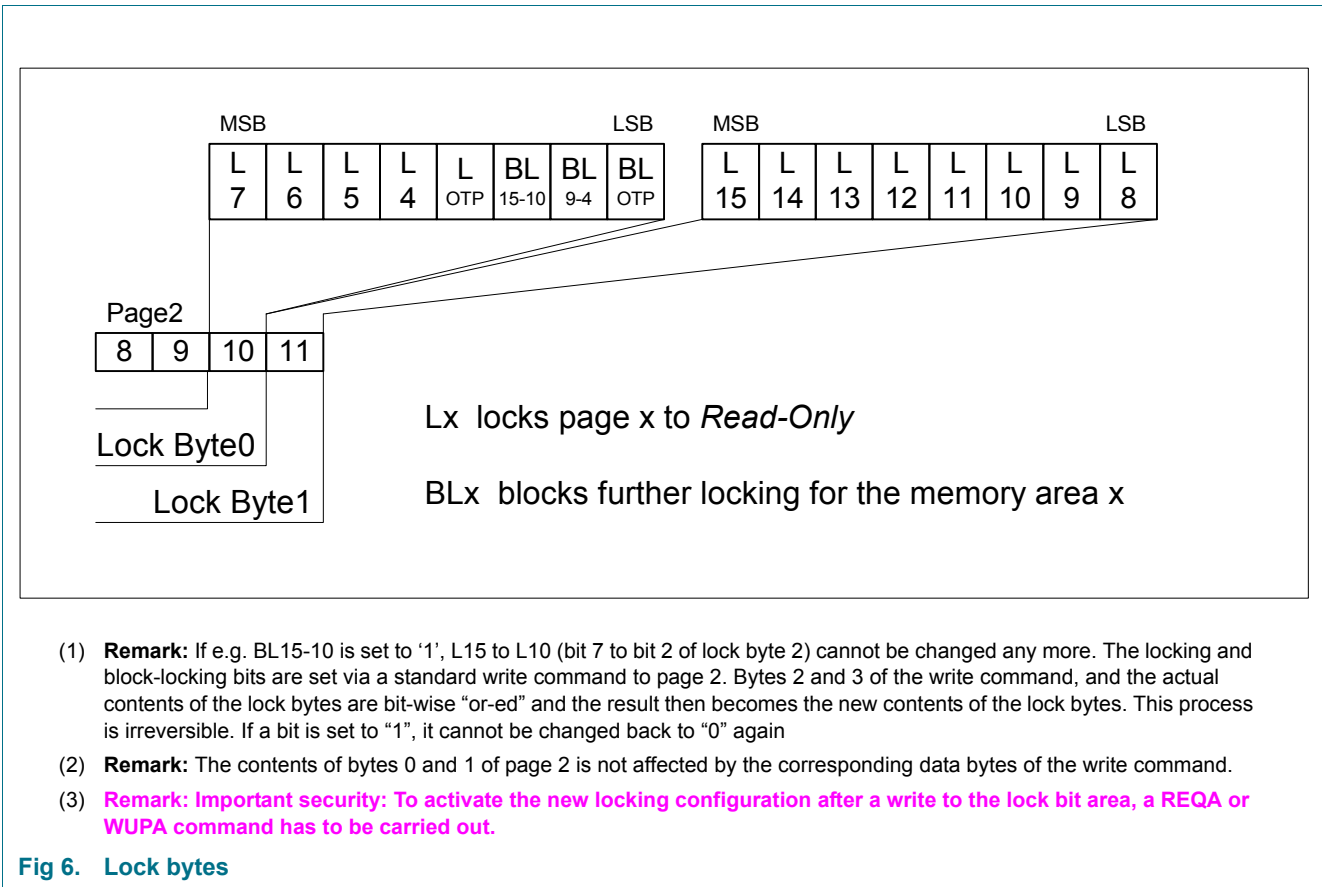 MSB LSB MSB LSB
L L L L L BL BL BL L L L L L L L L
7 6 5 4 OTP 15-10 9-4 OTP 15 14 13 12 11 10 9 8
Page2
8 9 10 11
Lx locks page x to Read-Only
Lock Byte0
BLx blocks further locking for the memory area x
Lock Byte1
(1) Remark: If e.g. BL15-10 is set to ‘1’, L15 to L10 (bit 7 to bit 2 of lock byte 2) cannot be changed any more. The locking and
block-locking bits are set via a standard write command to page 2. Bytes 2 and 3 of the write command, and the actual
contents of the lock bytes are bit-wise “or-ed” and the result then becomes the new contents of the lock bytes. This process
is irreversible. If a bit is set to “1”, it cannot be changed back to “0” again
(2) Remark: The contents of bytes 0 and 1 of page 2 is not affected by the corresponding data bytes of the write command.
(3) Remark: Important security: To activate the new locking configuration after a write to the lock bit area, a REQA or
WUPA command has to be carried out.
Fig 6. Lock bytes